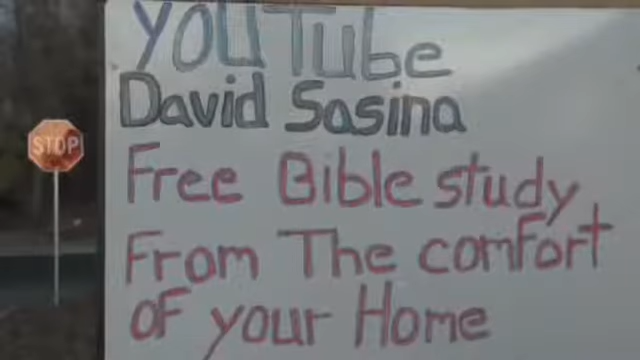 YOUTube
David Sasina
STOP
Free Bible study
From The comfort
of your Home